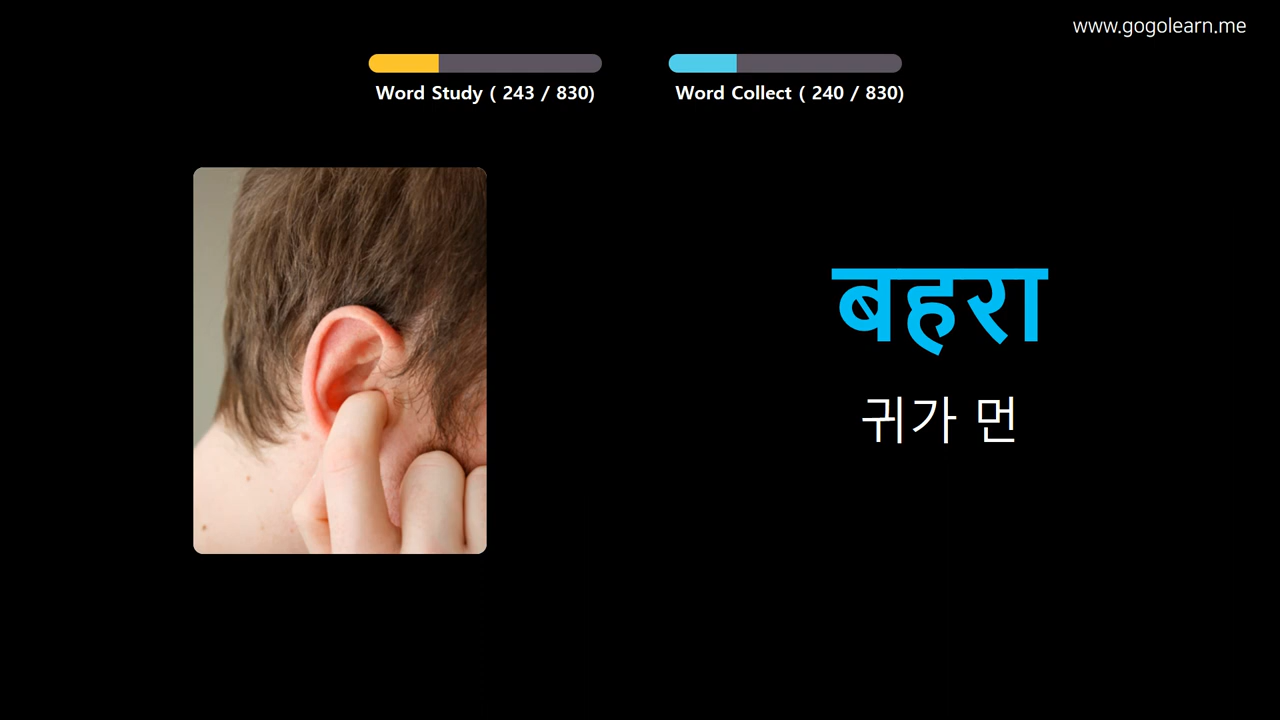 www.gogolearn.me
Word Study ( 243 / 830)
Word Collect ( 240 / 830)
बहरा
귀가 먼